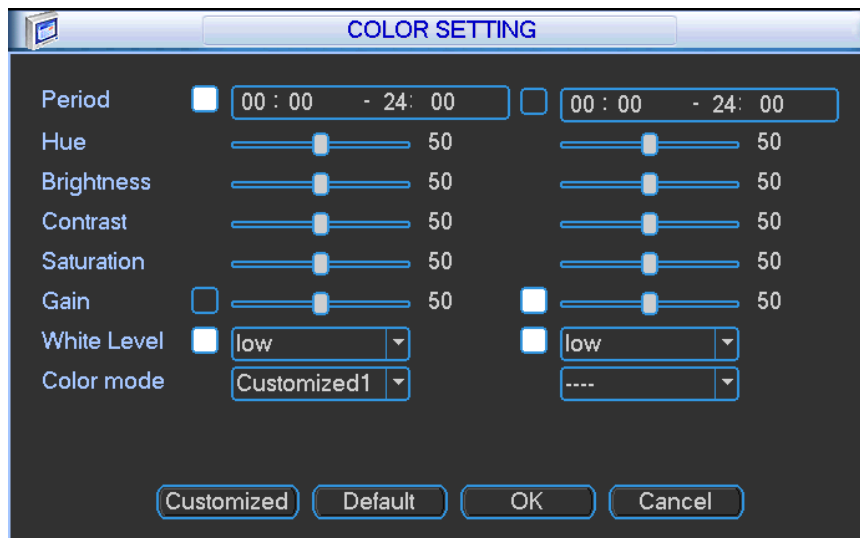 COLOR SETTING
Period 00 : 00 - 24: 00 00 : 00 - 24: 00
Hue 50 50
Brightness 50 50
Contrast 50 50
Saturation 50 50
Gain 50 50
White Level low low
Color mode Customized1 ----
Customized Default OK Cancel